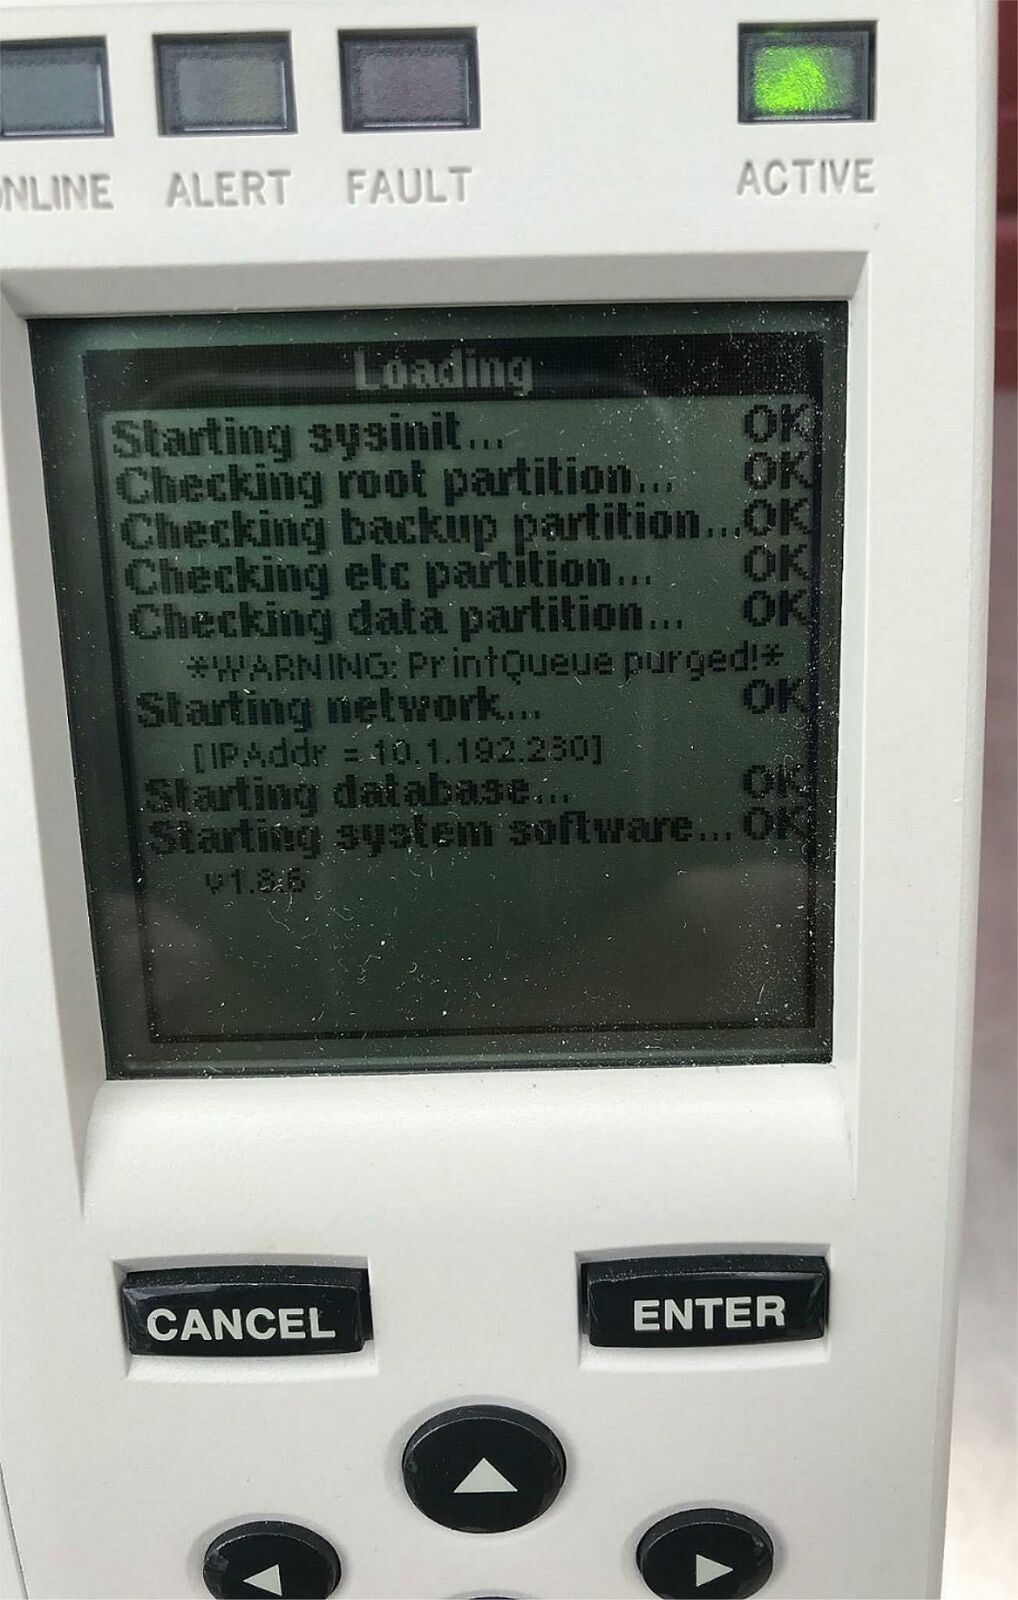 ONLINE ALERT FAULT ACTIVE
Loading
Starting sysinit... OK
Checking root partition... OK
Checking backup partition...OK
Checking etc partition... OK
Checking data partition... OK
*WARNING: PrintQueue purged!*
Starting network... OK
[IPAddr = 10.1.192.230]
Starting database... OK
Starting system software... OK
v1.8.6
CANCEL ENTER